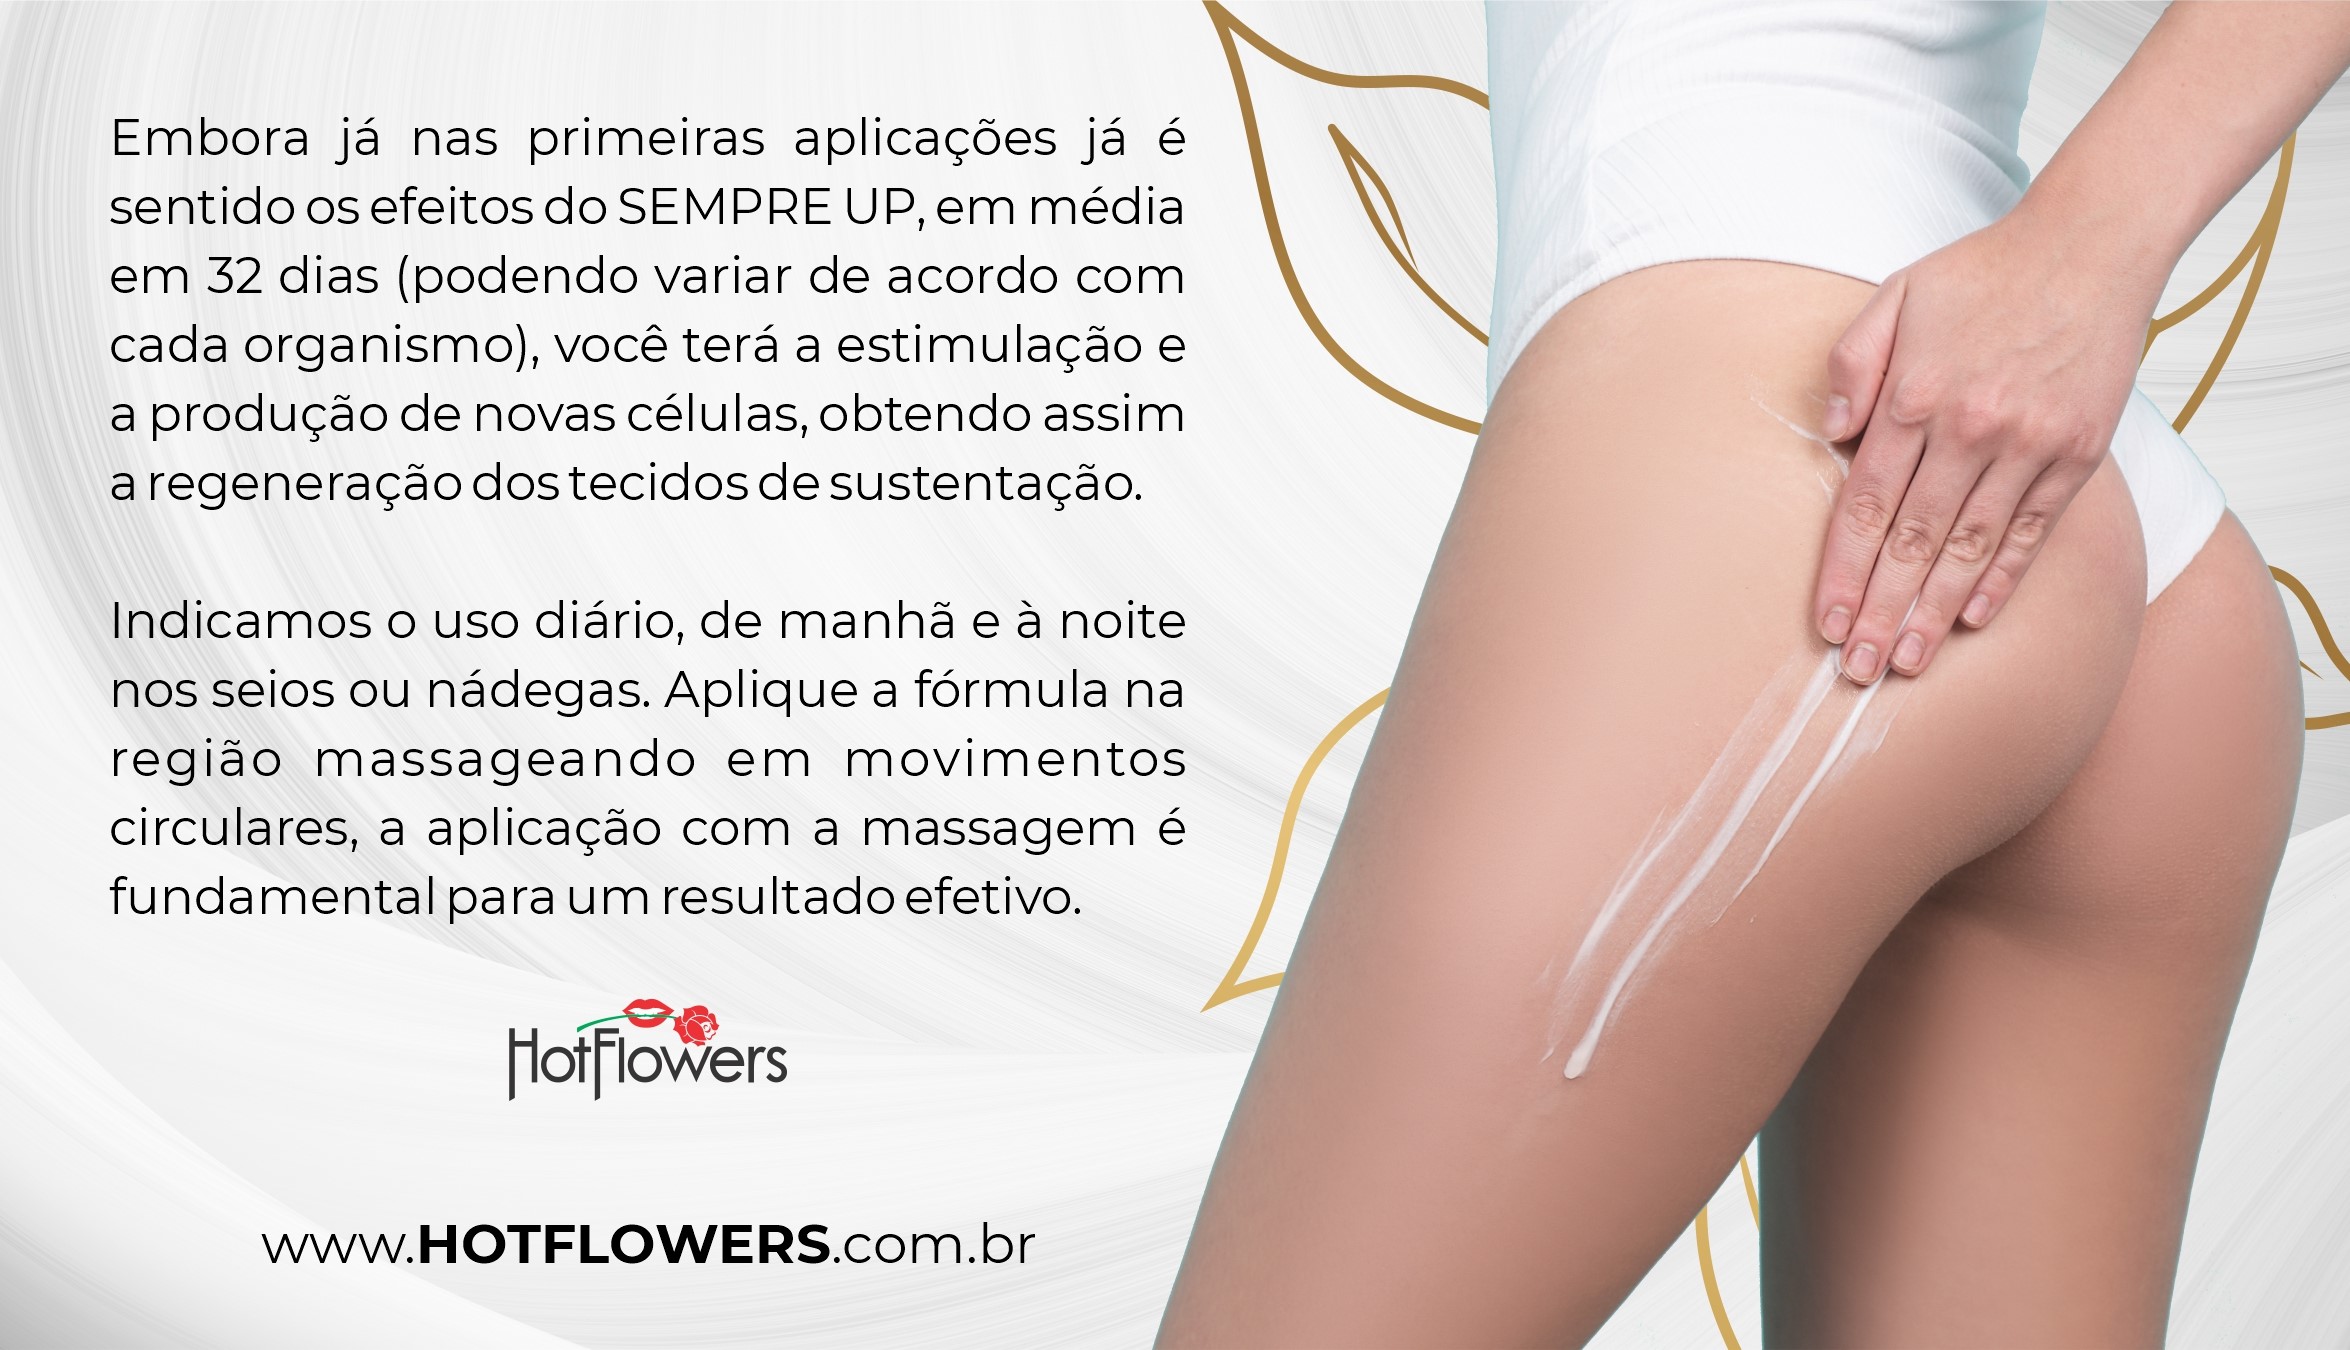 Embora já nas primeiras aplicações já é
sentido os efeitos do SEMPRE UP, em média
em 32 dias (podendo variar de acordo com
cada organismo), você terá a estimulação e
a produção de novas células, obtendo assim
a regeneração dos tecidos de sustentação.
Indicamos o uso diário, de manhã e à noite
nos seios ou nádegas. Aplique a fórmula na
região massageando em movimentos
circulares, a aplicação com a massagem é
fundamental para um resultado efetivo.
HotFlowers
www.HOTFLOWERS.com.br